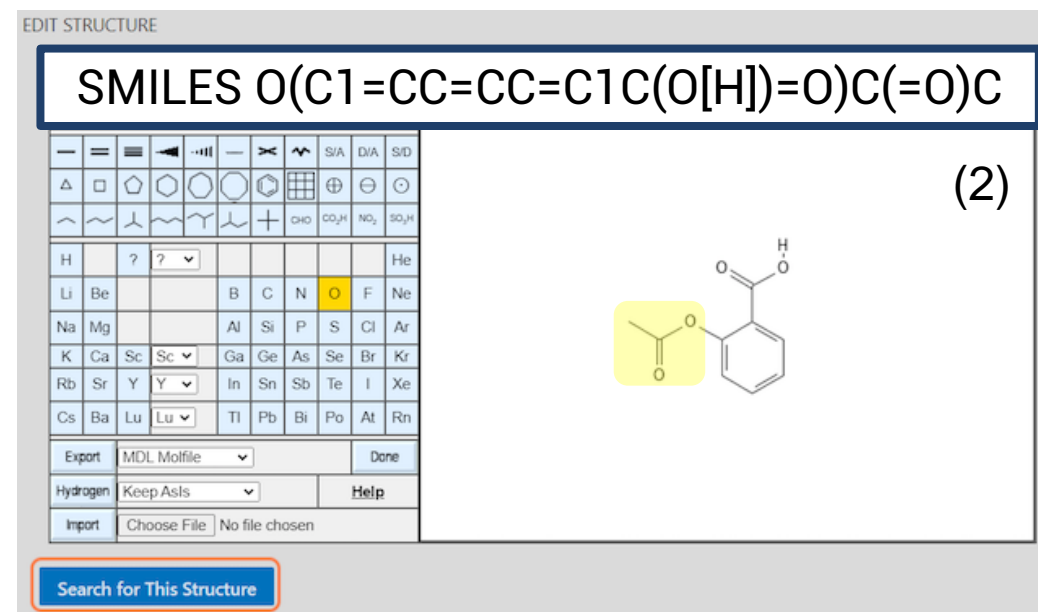 EDIT STRUCTURE
SMILES O(C1=CC=CC=C1C(O[H])=O)C(=O)C
S/A D/A S/D
(2)
CHO CO₂H NO₂ SO₃H
H ? ? He
Li Be B C N O F Ne
Na Mg Al Si P S Cl Ar
K Ca Sc Sc Ga Ge As Se Br Kr
Rb Sr Y Y In Sn Sb Te I Xe
Cs Ba Lu Lu Tl Pb Bi Po At Rn
H
O O
O
O
Export MDL Molfile Done
Hydrogen Keep AsIs Help
Import Choose File No file chosen
Search for This Structure